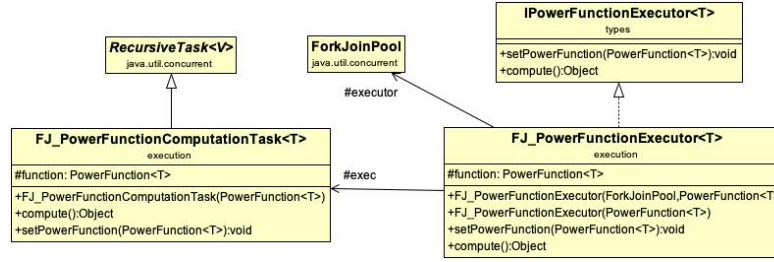 IPowerFunctionExecutor<T>
types
+setPowerFunction(PowerFunction<T>):void
+compute():Object
RecursiveTask<V>
java.util.concurrent
ForkJoinPool
java.util.concurrent
#executor
FJ_PowerFunctionComputationTask<T>
execution
#function: PowerFunction<T>
+FJ_PowerFunctionComputationTask(PowerFunction<T>)
+compute():Object
+setPowerFunction(PowerFunction<T>):void
#exec
FJ_PowerFunctionExecutor<T>
execution
#function: PowerFunction<T>
+FJ_PowerFunctionExecutor(ForkJoinPool,PowerFunction<T
+FJ_PowerFunctionExecutor(PowerFunction<T>)
+setPowerFunction(PowerFunction<T>):void
+compute():Object